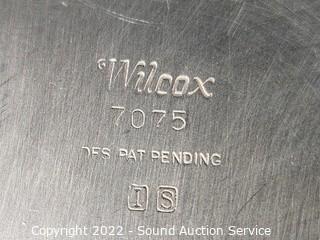 Wilcox
7075
DES PAT PENDING
I S
Copyright 2022 - Sound Auction Service